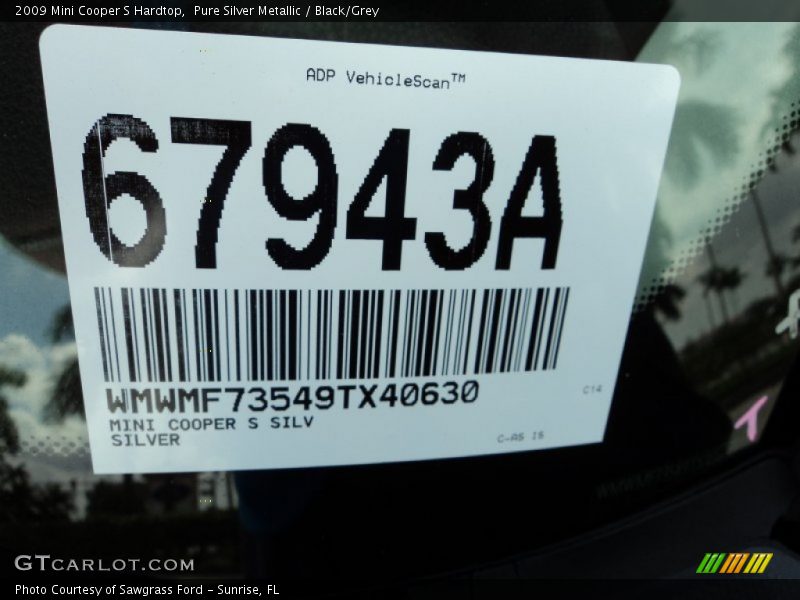 2009 Mini Cooper S Hardtop,  Pure Silver Metallic / Black/Grey
ADP VehicleScan™
67943A
WMWMF73549TX40630
C14
MINI COOPER S SILV
SILVER
C-AS IS
GTCARLOT.COM
Photo Courtesy of Sawgrass Ford - Sunrise, FL